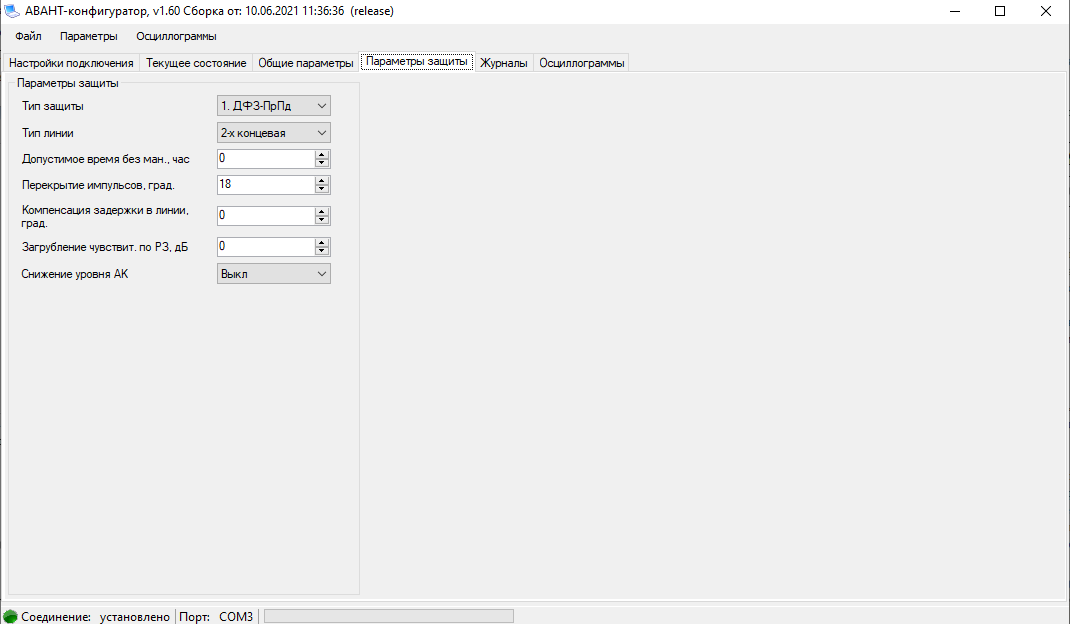 АВАНТ-конфигуратор, v1.60 Сборка от: 10.06.2021 11:36:36 (release)
Файл Параметры Осциллограммы
Настройки подключения Текущее состояние Общие параметры Параметры защиты Журналы Осциллограммы
Параметры защиты
Тип защиты 1. ДФЗ-ПрПд
Тип линии 2-х концевая
Допустимое время без ман., час 0
Перекрытие импульсов, град. 18
Компенсация задержки в линии,
град. 0
Загрубление чувствит. по РЗ, дБ 0
Снижение уровня АК Выкл
Соединение: установлено Порт: COM3